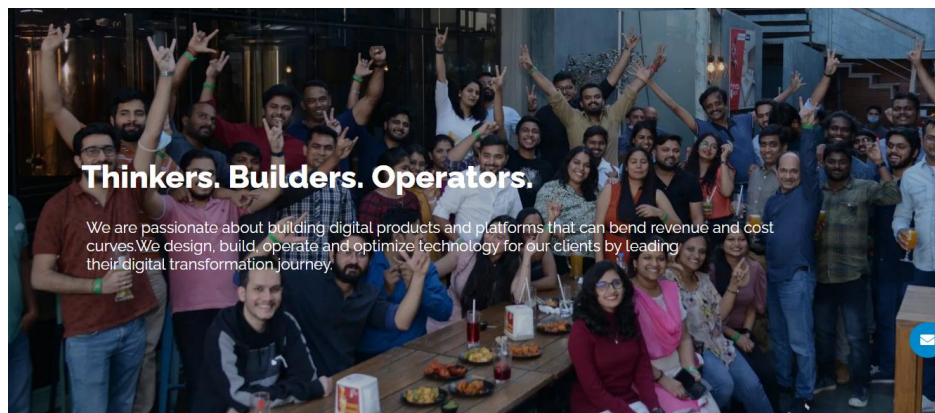 Thinkers. Builders. Operators.
We are passionate about building digital products and platforms that can bend revenue and cost
curves.We design, build, operate and optimize technology for our clients by leading
their digital transformation journey.